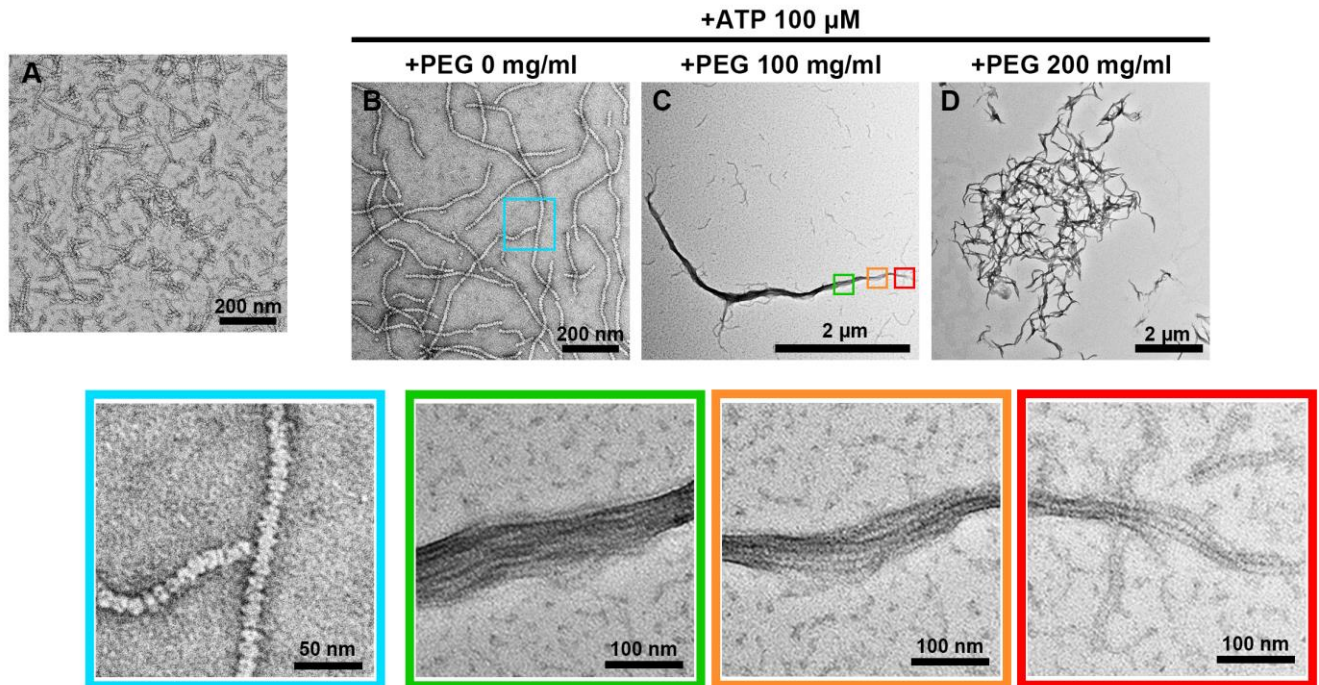 +ATP 100 µM
+PEG 0 mg/ml
+PEG 100 mg/ml
+PEG 200 mg/ml
A
B
C
D
200 nm
200 nm
2 µm
2 µm
50 nm
100 nm
100 nm
100 nm